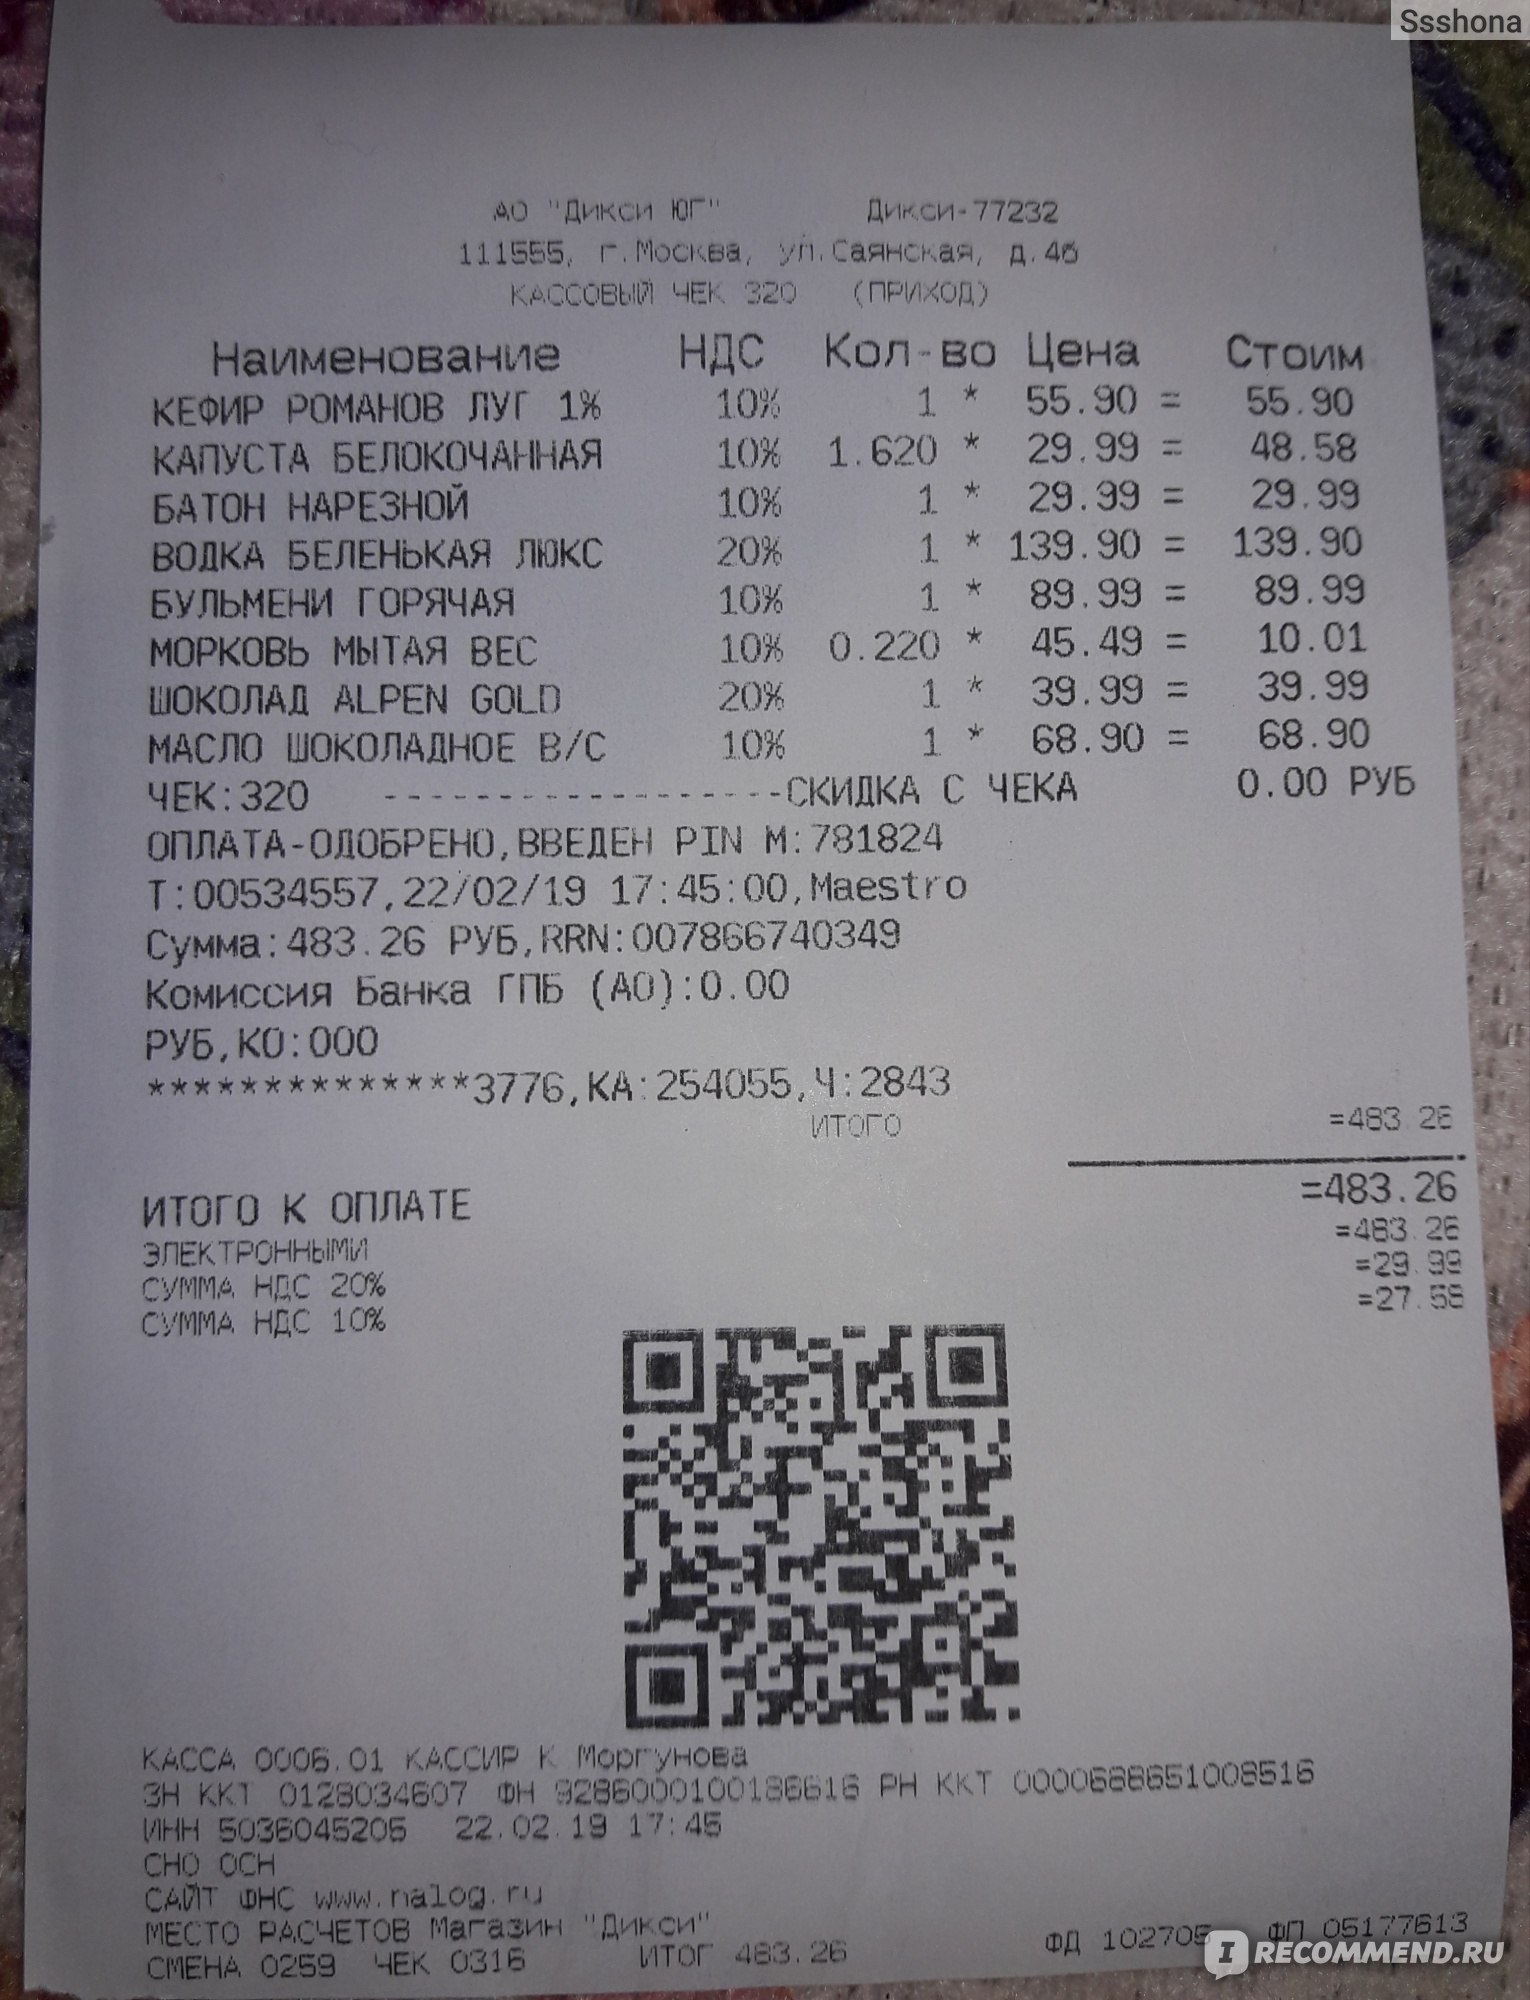 Ssshona
АО "Дикси ЮГ" Дикси-77232
111555, г.Москва, ул.Саянская, д.4б
КАССОВЫЙ ЧЕК 320 (ПРИХОД)
Наименование НДС Кол-во Цена Стоим
КЕФИР РОМАНОВ ЛУГ 1% 10% 1 * 55.90 = 55.90
КАПУСТА БЕЛОКОЧАННАЯ 10% 1.620 * 29.99 = 48.58
БАТОН НАРЕЗНОЙ 10% 1 * 29.99 = 29.99
ВОДКА БЕЛЕНЬКАЯ ЛЮКС 20% 1 * 139.90 = 139.90
БУЛЬМЕНИ ГОРЯЧАЯ 10% 1 * 89.99 = 89.99
МОРКОВЬ МЫТАЯ ВЕС 10% 0.220 * 45.49 = 10.01
ШОКОЛАД ALPEN GOLD 20% 1 * 39.99 = 39.99
МАСЛО ШОКОЛАДНОЕ В/С 10% 1 * 68.90 = 68.90
ЧЕК:320 ------------------СКИДКА С ЧЕКА 0.00 РУБ
ОПЛАТА-ОДОБРЕНО,ВВЕДЕН PIN М:781824
Т:00534557,22/02/19 17:45:00,Maestro
Сумма:483.26 РУБ,RRN:007866740349
Комиссия Банка ГПБ (АО):0.00
РУБ,КО:000
**************3776,КА:254055,Ч:2843
ИТОГО =483.26
ИТОГО К ОПЛАТЕ =483.26
ЭЛЕКТРОННЫМИ =483.26
СУММА НДС 20% =29.99
СУММА НДС 10% =27.58
КАССА 0006.01 КАССИР К Моргунова
ЗН ККТ 0128034607 ФН 9286000100186616 РН ККТ 0000688651008516
ИНН 5036045205 22.02.19 17:45
СНО ОСН
САЙТ ФНС www.nalog.ru
МЕСТО РАСЧЕТОВ Магазин "Дикси"
СМЕНА 0259 ЧЕК 0316 ИТОГ 483.26 ФД 102705 ФП 05177613
IRECOMMEND.RU